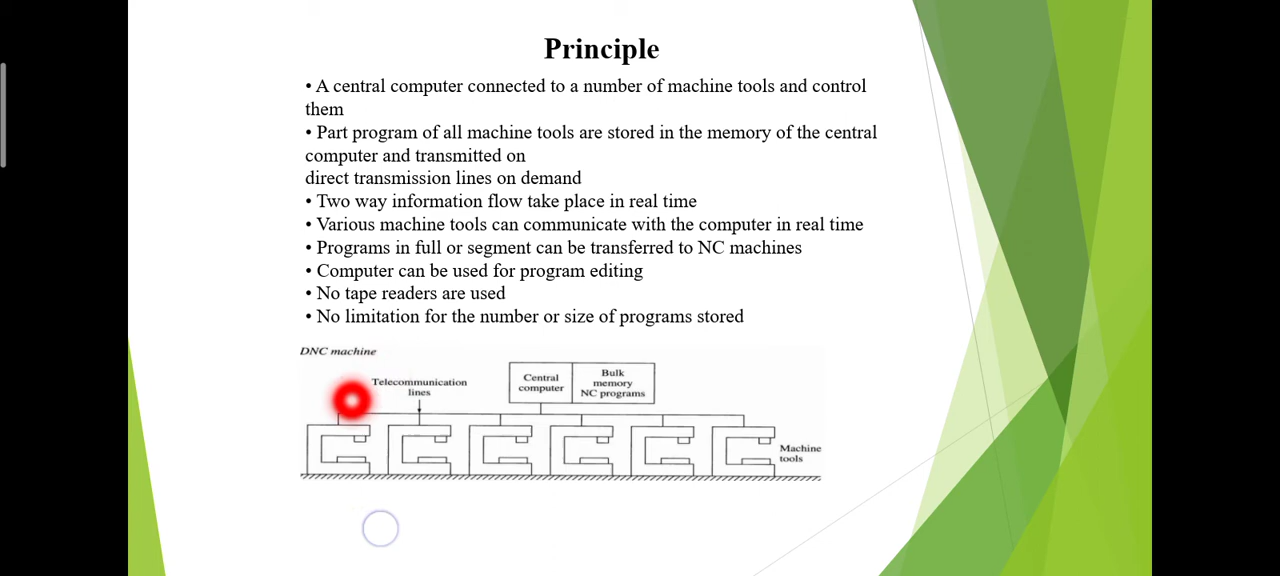 Principle
• A central computer connected to a number of machine tools and control
them
• Part program of all machine tools are stored in the memory of the central
computer and transmitted on
direct transmission lines on demand
• Two way information flow take place in real time
• Various machine tools can communicate with the computer in real time
• Programs in full or segment can be transferred to NC machines
• Computer can be used for program editing
• No tape readers are used
• No limitation for the number or size of programs stored
DNC machine
Telecommunication
lines
Central
computer
Bulk
memory
NC programs
Machine
tools